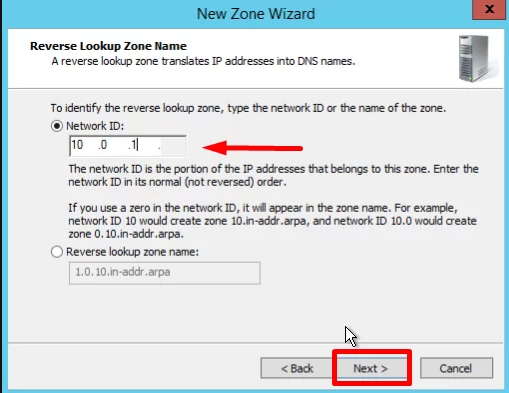 New Zone Wizard
x
Reverse Lookup Zone Name
A reverse lookup zone translates IP addresses into DNS names.
To identify the reverse lookup zone, type the network ID or the name of the zone.
Network ID:
10 .0 .1 .
The network ID is the portion of the IP addresses that belongs to this zone. Enter the
network ID in its normal (not reversed) order.
If you use a zero in the network ID, it will appear in the zone name. For example,
network ID 10 would create zone 10.in-addr.arpa, and network ID 10.0 would create
zone 0.10.in-addr.arpa.
Reverse lookup zone name:
1.0.10.in-addr.arpa
< Back
Next >
Cancel